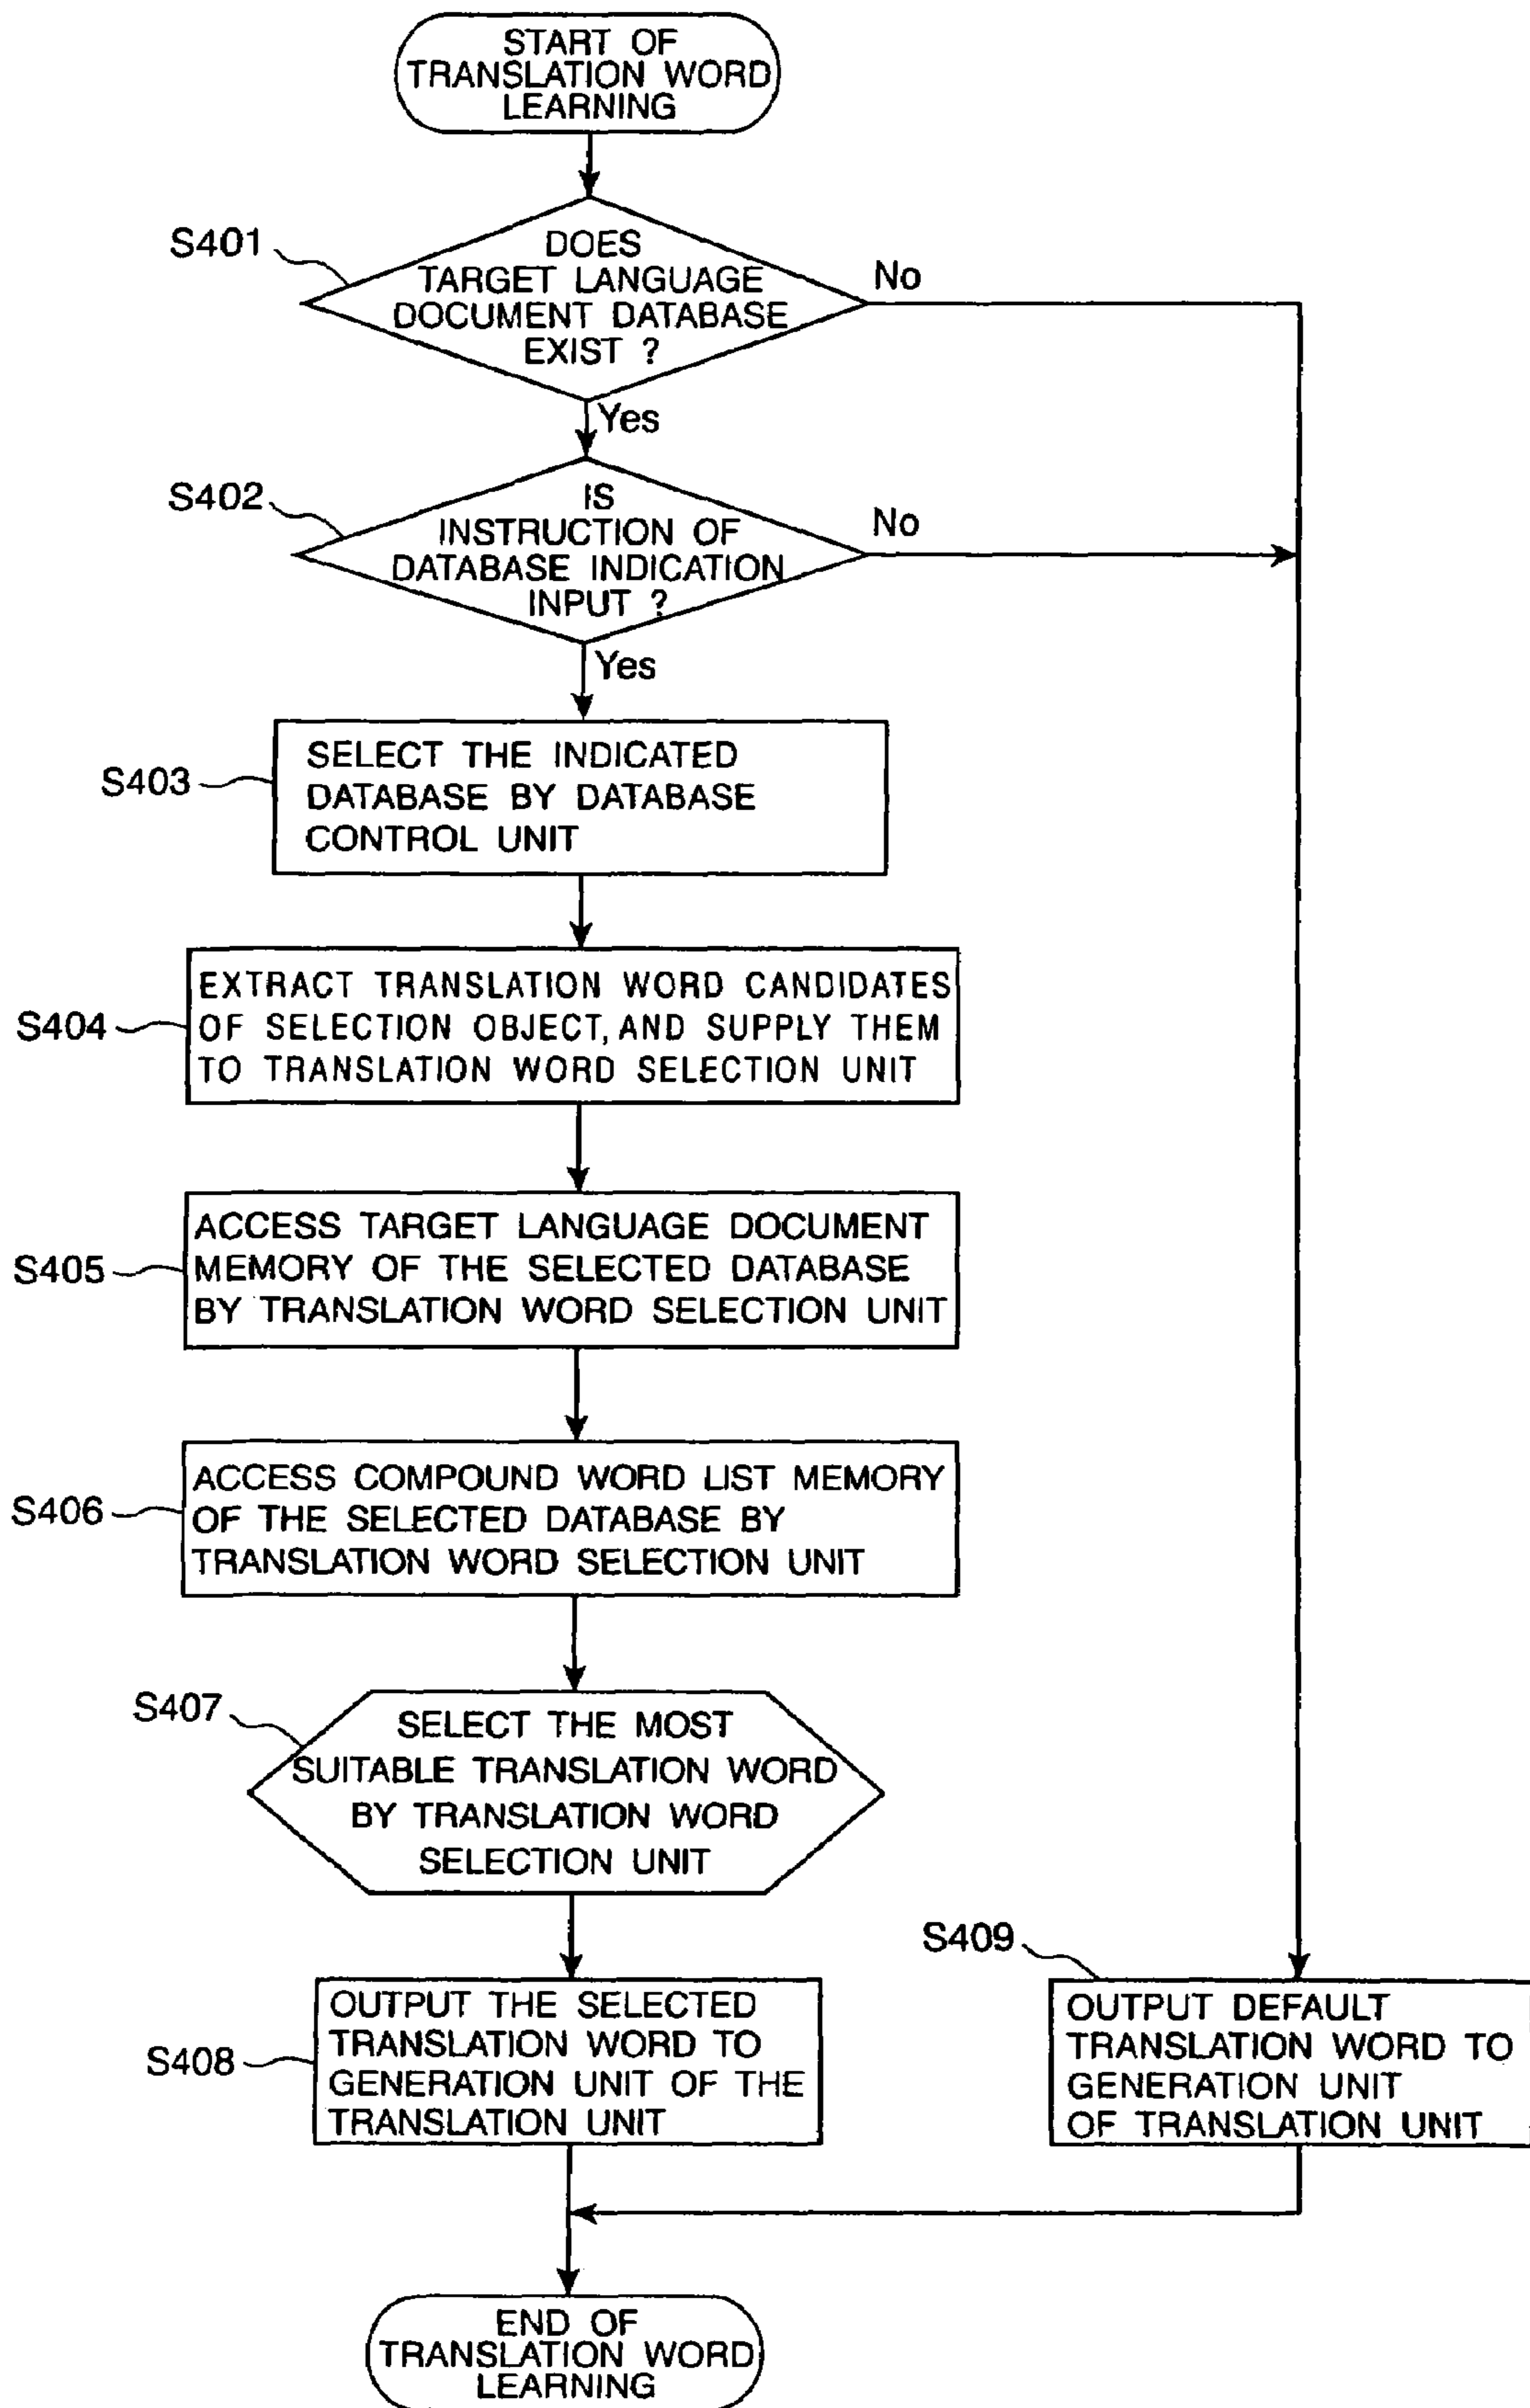 START OF
TRANSLATION WORD
LEARNING
S401
DOES
TARGET LANGUAGE
DOCUMENT DATABASE
EXIST ?
No
Yes
S402
IS
INSTRUCTION OF
DATABASE INDICATION
INPUT ?
No
Yes
S403
SELECT THE INDICATED
DATABASE BY DATABASE
CONTROL UNIT
S404
EXTRACT TRANSLATION WORD CANDIDATES
OF SELECTION OBJECT, AND SUPPLY THEM
TO TRANSLATION WORD SELECTION UNIT
S405
ACCESS TARGET LANGUAGE DOCUMENT
MEMORY OF THE SELECTED DATABASE
BY TRANSLATION WORD SELECTION UNIT
S406
ACCESS COMPOUND WORD LIST MEMORY
OF THE SELECTED DATABASE BY
TRANSLATION WORD SELECTION UNIT
S407
SELECT THE MOST
SUITABLE TRANSLATION WORD
BY TRANSLATION WORD
SELECTION UNIT
S408
OUTPUT THE SELECTED
TRANSLATION WORD TO
GENERATION UNIT OF THE
TRANSLATION UNIT
S409
OUTPUT DEFAULT
TRANSLATION WORD TO
GENERATION UNIT
OF TRANSLATION UNIT
END OF
TRANSLATION WORD
LEARNING